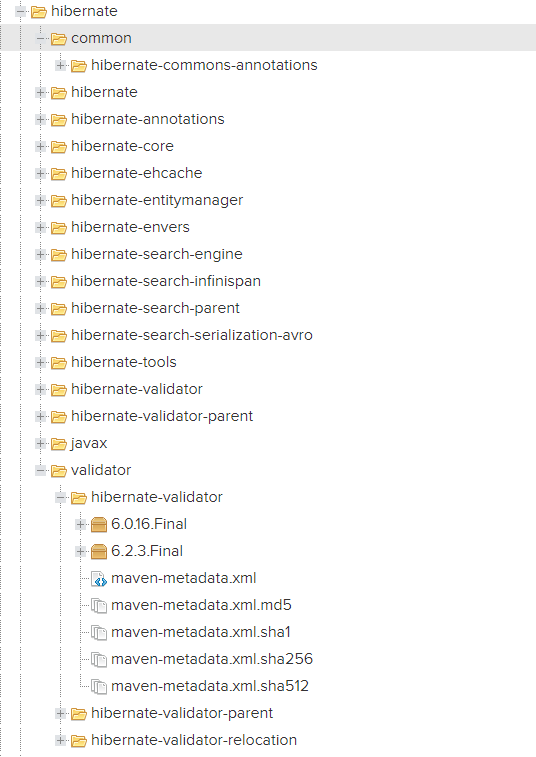 hibernate
common
hibernate-commons-annotations
hibernate
hibernate-annotations
hibernate-core
hibernate-ehcache
hibernate-entitymanager
hibernate-envers
hibernate-search-engine
hibernate-search-infinispan
hibernate-search-parent
hibernate-search-serialization-avro
hibernate-tools
hibernate-validator
hibernate-validator-parent
javax
validator
hibernate-validator
6.0.16.Final
6.2.3.Final
maven-metadata.xml
maven-metadata.xml.md5
maven-metadata.xml.sha1
maven-metadata.xml.sha256
maven-metadata.xml.sha512
hibernate-validator-parent
hibernate-validator-relocation